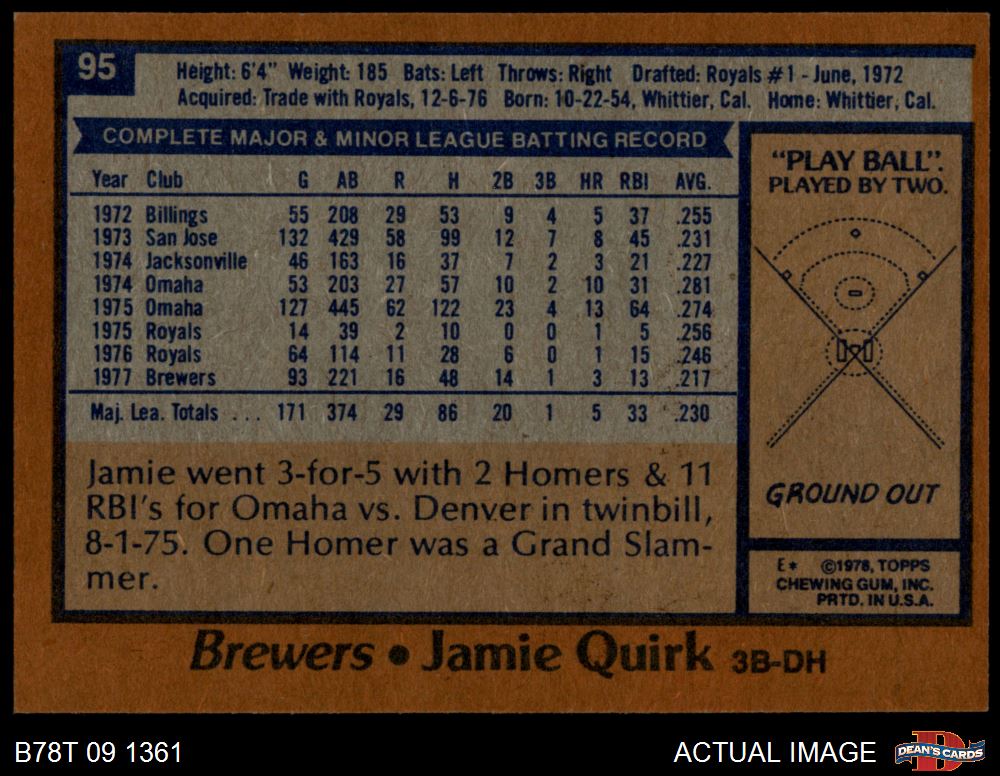 95
Height: 6'4" Weight: 185 Bats: Left Throws: Right Drafted: Royals #1 - June, 1972
Acquired: Trade with Royals, 12-6-76 Born: 10-22-54, Whittier, Cal. Home: Whittier, Cal.
COMPLETE MAJOR & MINOR LEAGUE BATTING RECORD
Year Club G AB R H 2B 3B HR RBI AVG.
1972 Billings 55 208 29 53 9 4 5 37 .255
1973 San Jose 132 429 58 99 12 7 8 45 .231
1974 Jacksonville 46 163 16 37 7 2 3 21 .227
1974 Omaha 53 203 27 57 10 2 10 31 .281
1975 Omaha 127 445 62 122 23 4 13 64 .274
1975 Royals 14 39 2 10 0 0 1 5 .256
1976 Royals 64 114 11 28 6 0 1 15 .246
1977 Brewers 93 221 16 48 14 1 3 13 .217
Maj. Lea. Totals ... 171 374 29 86 20 1 5 33 .230
Jamie went 3-for-5 with 2 Homers & 11
RBI's for Omaha vs. Denver in twinbill,
8-1-75. One Homer was a Grand Slam-
mer.
"PLAY BALL".
PLAYED BY TWO.
GROUND OUT
E* ©1978, TOPPS
CHEWING GUM, INC.
PRTD. IN U.S.A.
Brewers • Jamie Quirk 3B-DH
B78T 09 1361
ACTUAL IMAGE
DEAN'S CARDS